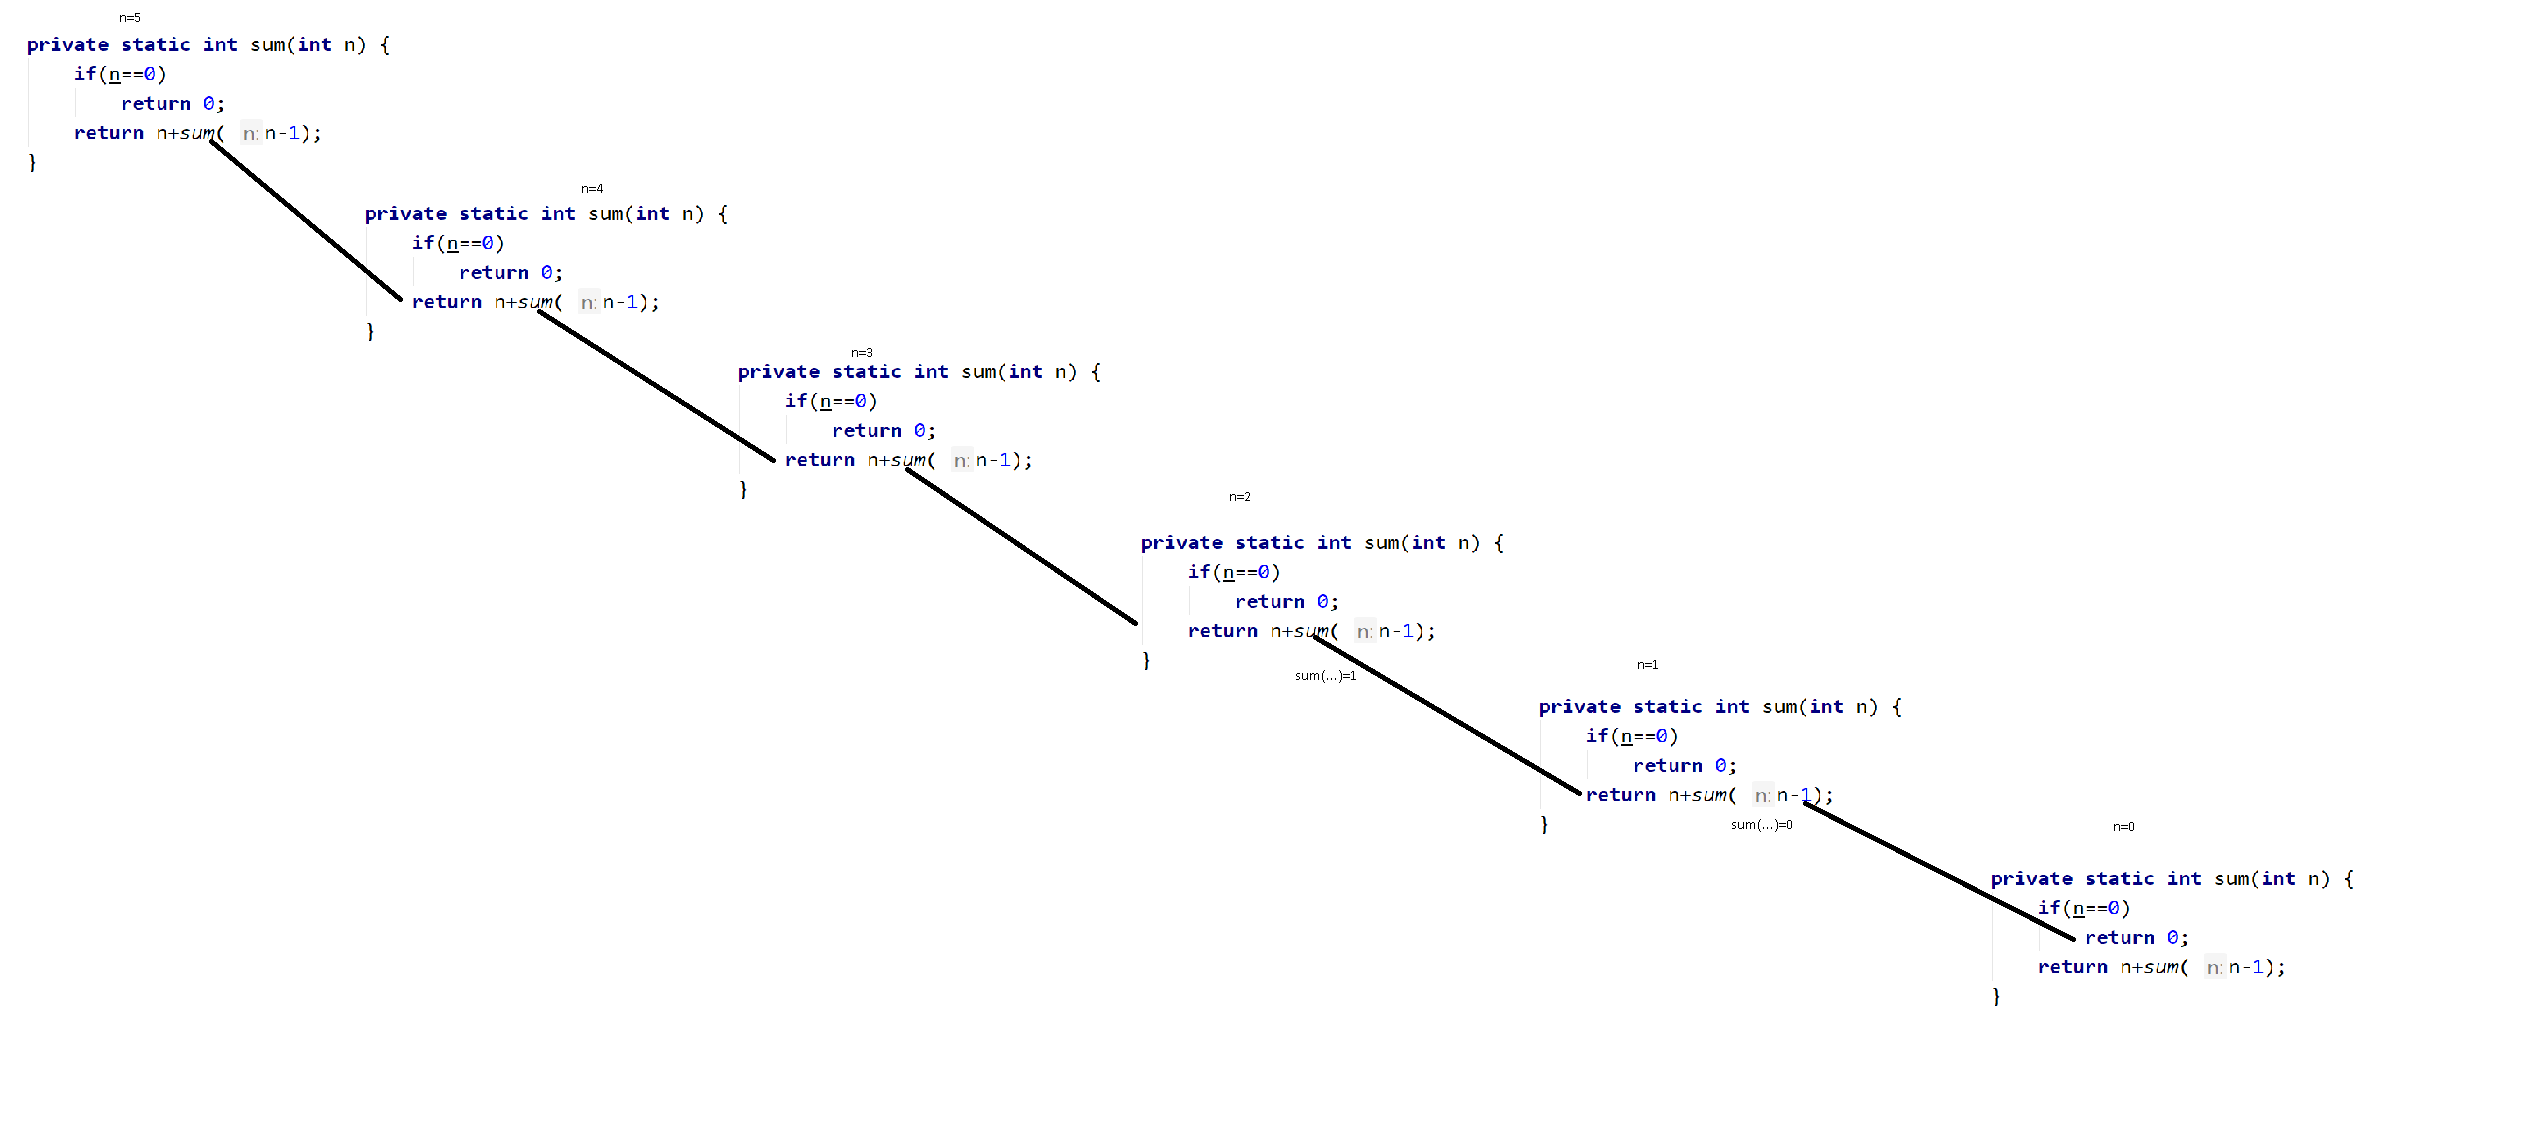 n=5
private static int sum(int n) {
if(n==0)
return 0;
return n+sum( n: n-1);
}
n=4
private static int sum(int n) {
if(n==0)
return 0;
return n+sum( n: n-1);
}
n=3
private static int sum(int n) {
if(n==0)
return 0;
return n+sum( n: n-1);
}
n=2
private static int sum(int n) {
if(n==0)
return 0;
return n+sum( n: n-1);
}
sum(...)=1
n=1
private static int sum(int n) {
if(n==0)
return 0;
return n+sum( n: n-1);
}
sum(...)=0
n=0
private static int sum(int n) {
if(n==0)
return 0;
return n+sum( n: n-1);
}